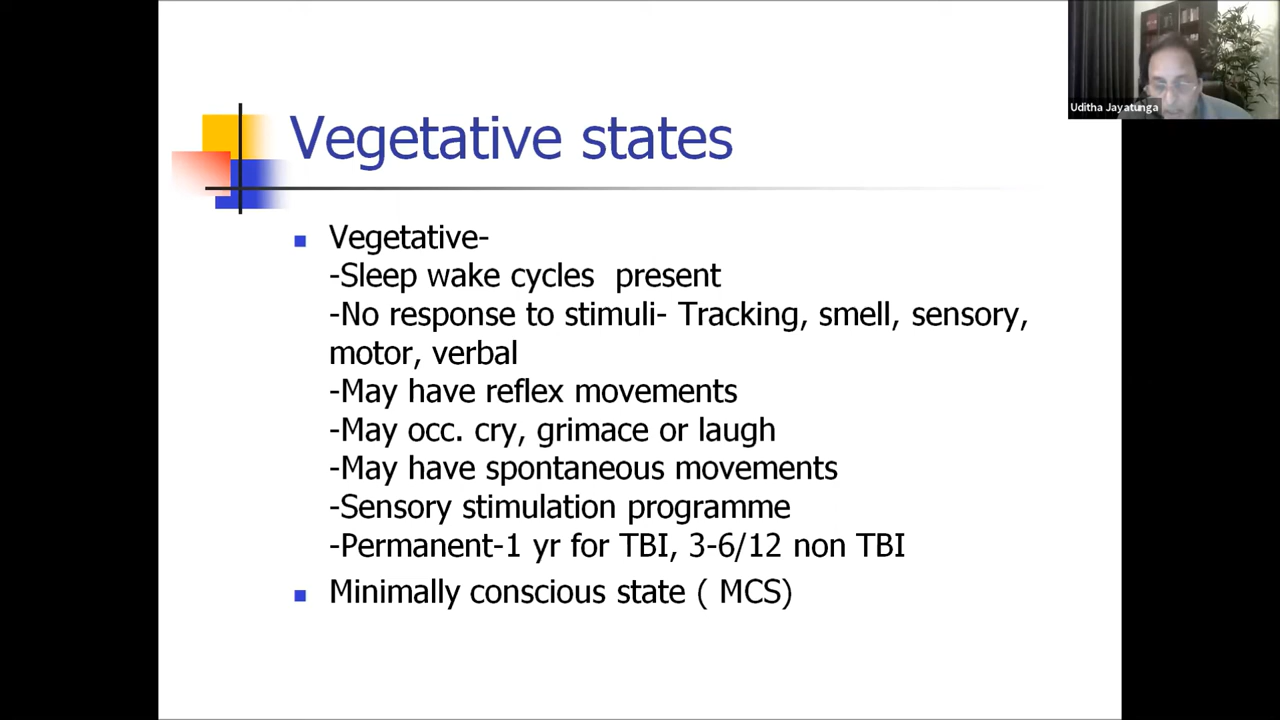 Uditha Jayatunga
Vegetative states
Vegetative-
-Sleep wake cycles present
-No response to stimuli- Tracking, smell, sensory,
motor, verbal
-May have reflex movements
-May occ. cry, grimace or laugh
-May have spontaneous movements
-Sensory stimulation programme
-Permanent-1 yr for TBI, 3-6/12 non TBI
Minimally conscious state ( MCS)